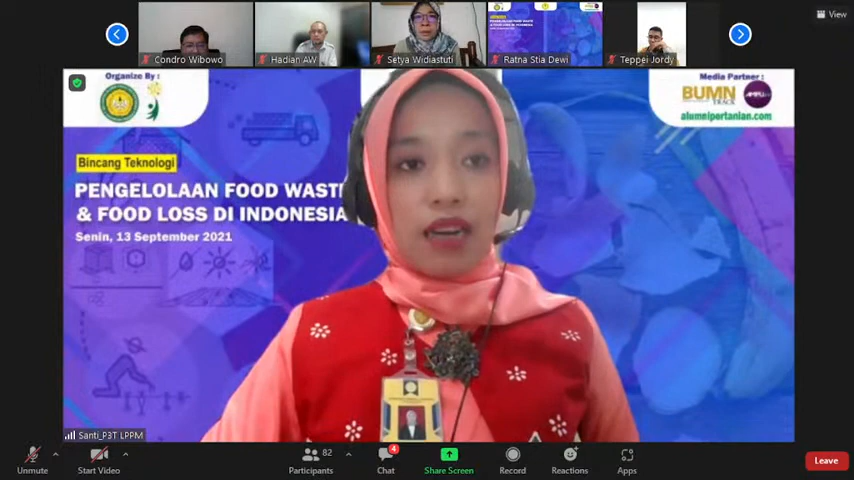 View
Condro Wibowo
Hadian AW
Setya Widiastuti
Ratna Stia Dewi
Teppei Jordy
Organize By :
Media Partner :
BUMN
TRACK
alumnipertanian.com
Bincang Teknologi
PENGELOLAAN FOOD WASTE
& FOOD LOSS DI INDONESIA
Senin, 13 September 2021
Santi_P3T LPPM
Unmute
Start Video
82
Participants
4
Chat
Share Screen
Record
Reactions
Apps
Leave